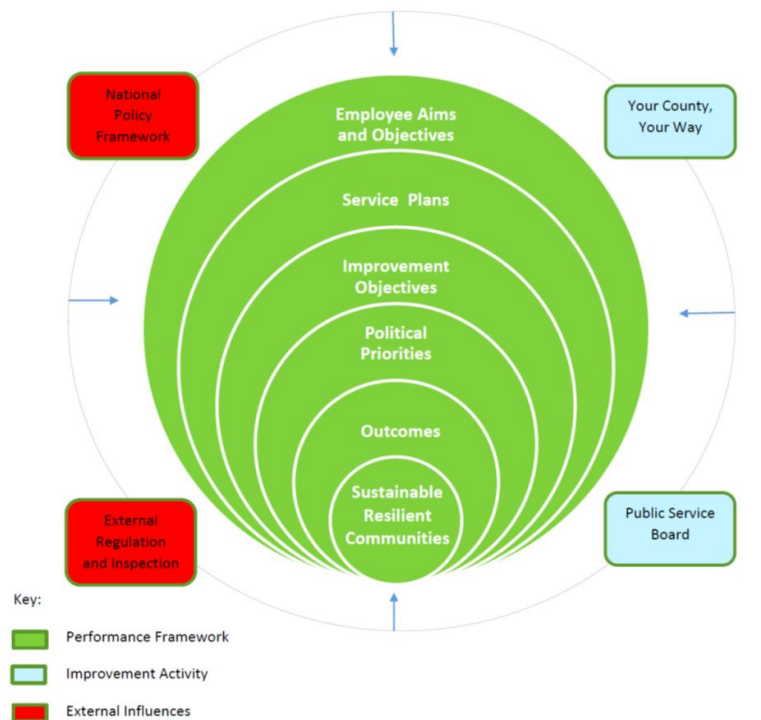 National
Policy
Framework
Your County,
Your Way
Employee Aims
and Objectives
Service Plans
Improvement
Objectives
Political
Priorities
Outcomes
Sustainable
Resilient
Communities
External
Regulation
and Inspection
Public Service
Board
Key:
Performance Framework
Improvement Activity
External Influences